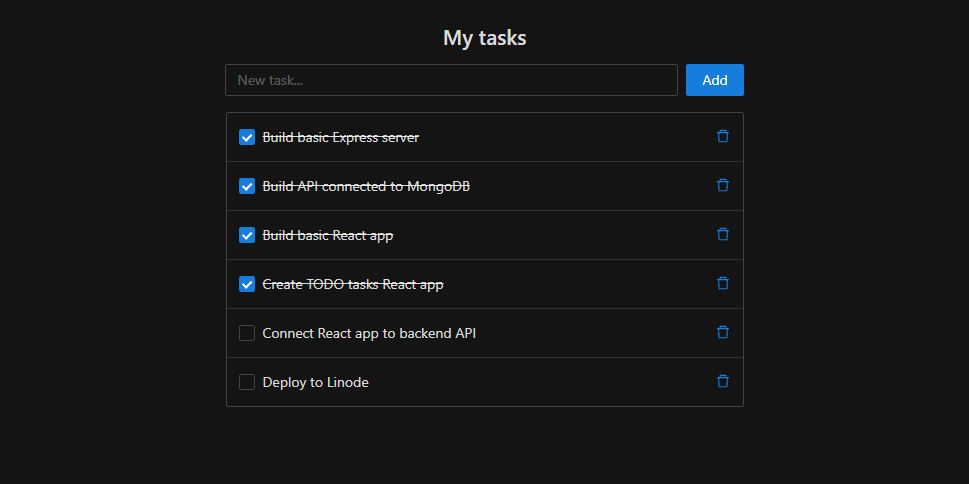 My tasks
New task...
Add
Build basic Express server
Build API connected to MongoDB
Build basic React app
Create TODO tasks React app
Connect React app to backend API
Deploy to Linode